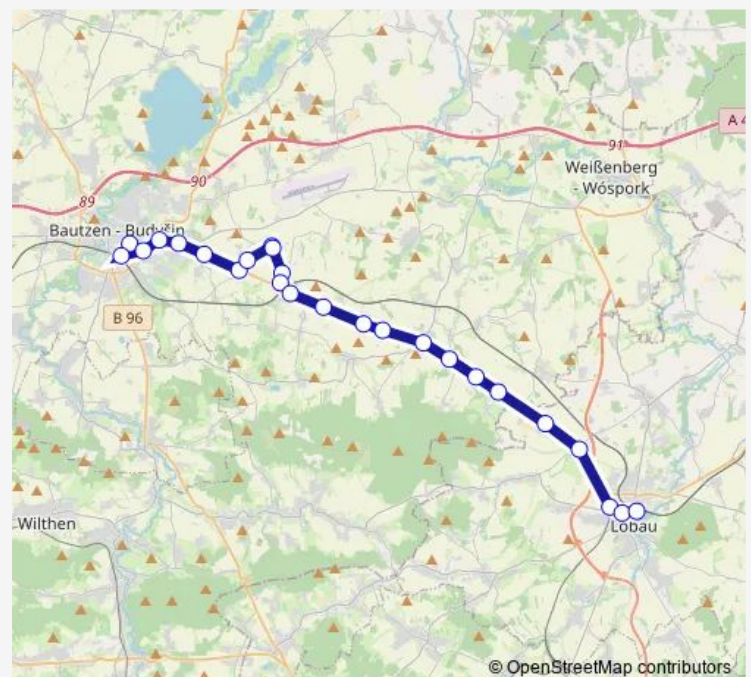 A 4
91
Weißenberg
- Wóspork
90
89
Bautzen - Budyšin
B 96
Wilthen
Löbau
© OpenStreetMap contributors